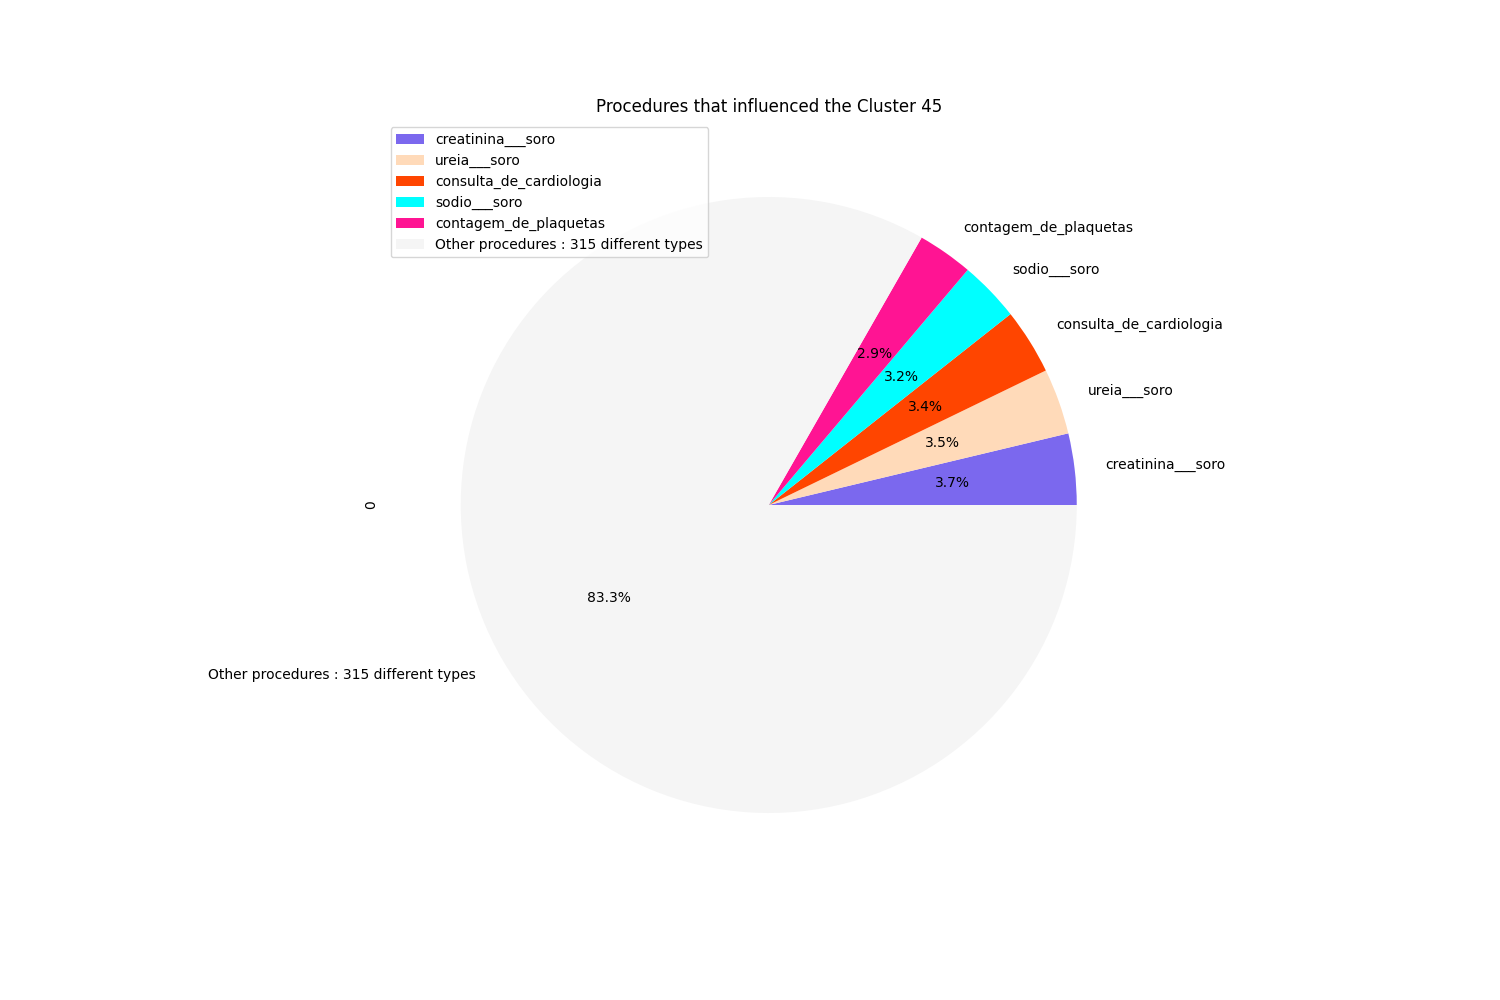 Procedures that influenced the Cluster 45
creatinina___soro
ureia___soro
consulta_de_cardiologia
sodio___soro
contagem_de_plaquetas
Other procedures : 315 different types
contagem_de_plaquetas
sodio___soro
consulta_de_cardiologia
ureia___soro
creatinina___soro
2.9%
3.2%
3.4%
3.5%
3.7%
0
83.3%
Other procedures : 315 different types